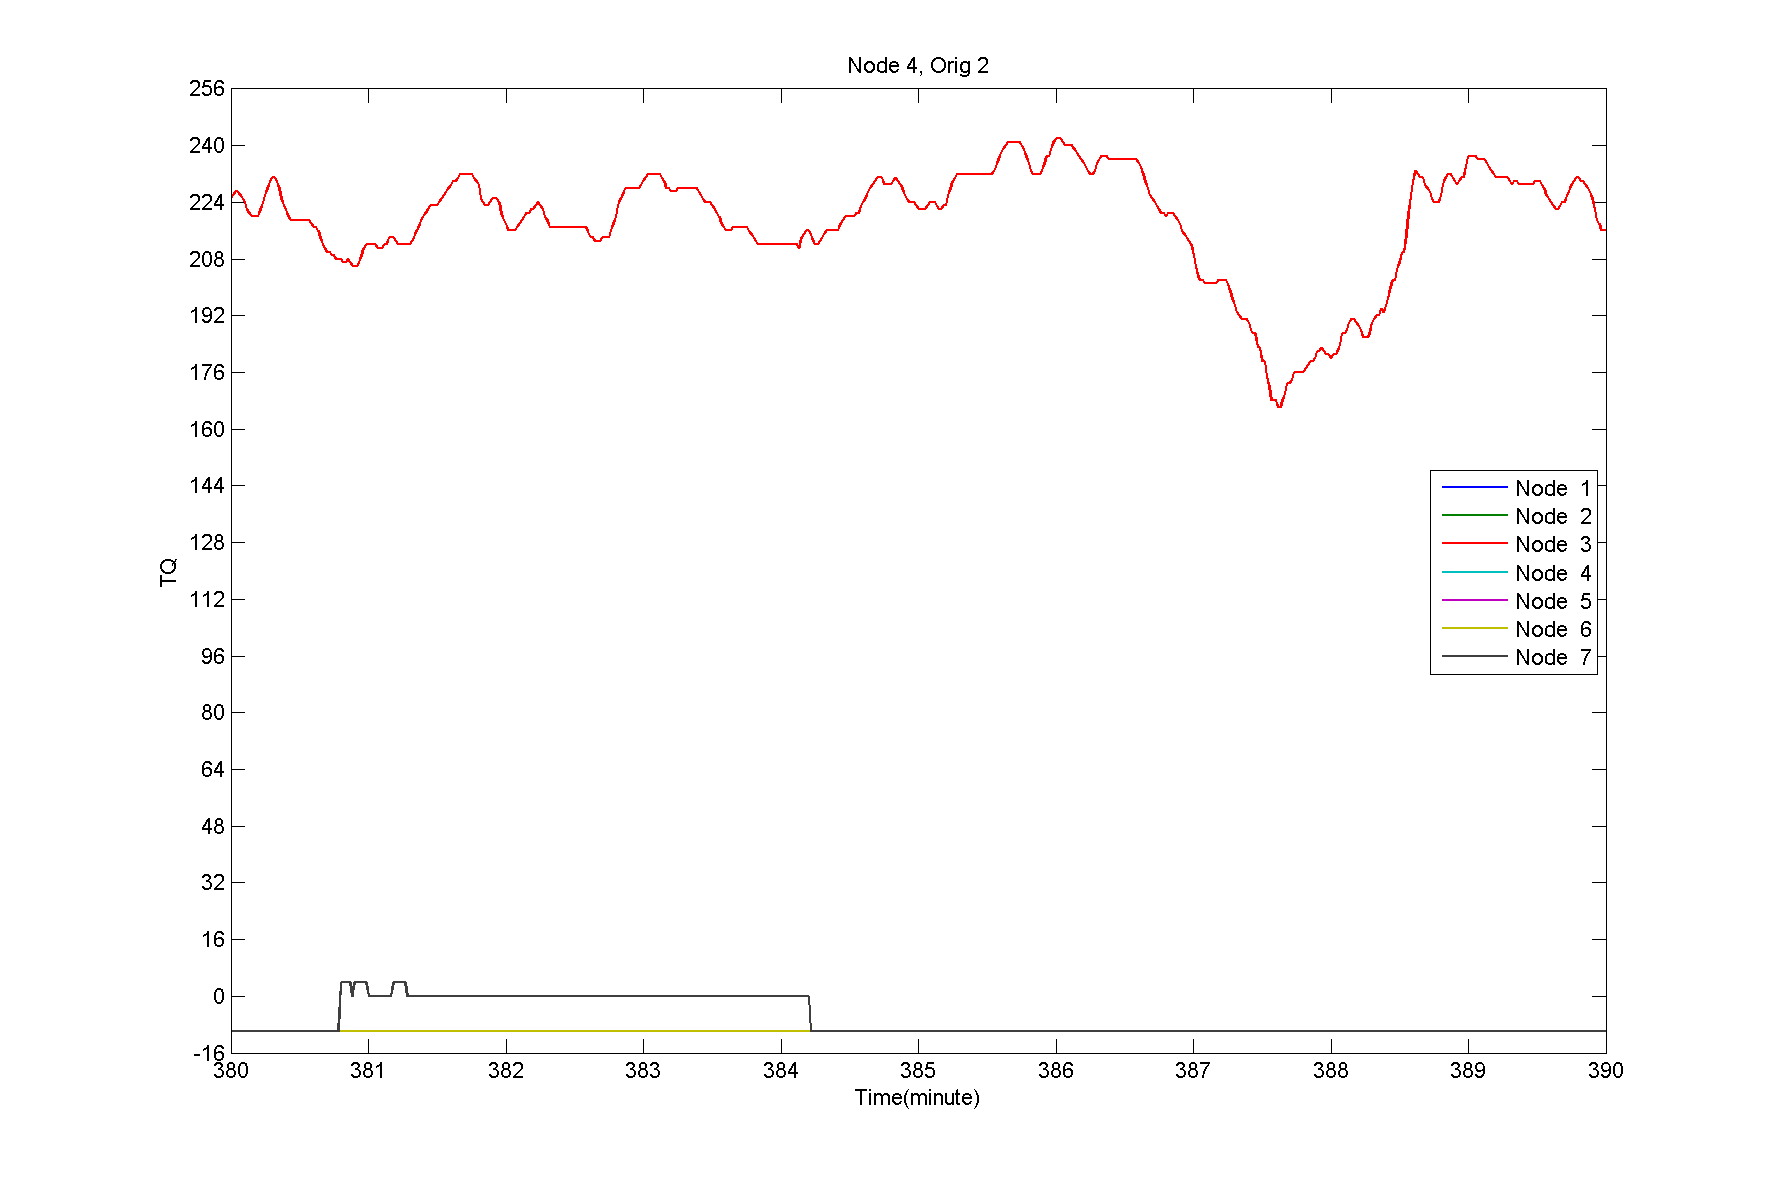 Node 4, Orig 2
256
240
224
208
192
176
160
144
128
112
96
80
64
48
32
16
0
-16
TQ
Node 1
Node 2
Node 3
Node 4
Node 5
Node 6
Node 7
380 381 382 383 384 385 386 387 388 389 390
Time(minute)